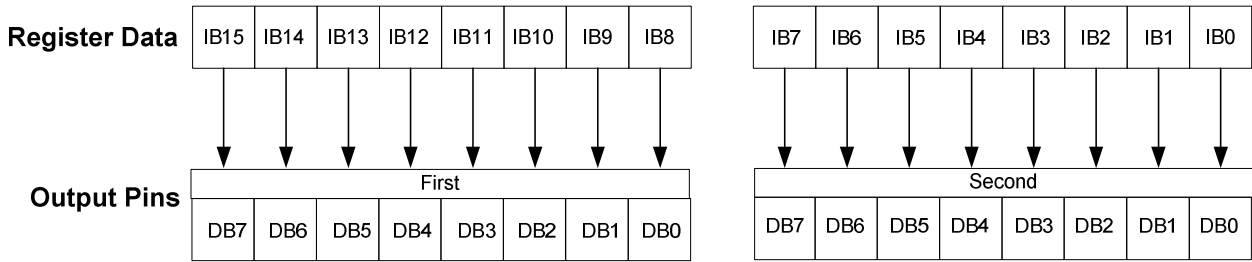 Register Data IB15 IB14 IB13 IB12 IB11 IB10 IB9 IB8 IB7 IB6 IB5 IB4 IB3 IB2 IB1 IB0
First Second
Output Pins
DB7 DB6 DB5 DB4 DB3 DB2 DB1 DB0 DB7 DB6 DB5 DB4 DB3 DB2 DB1 DB0